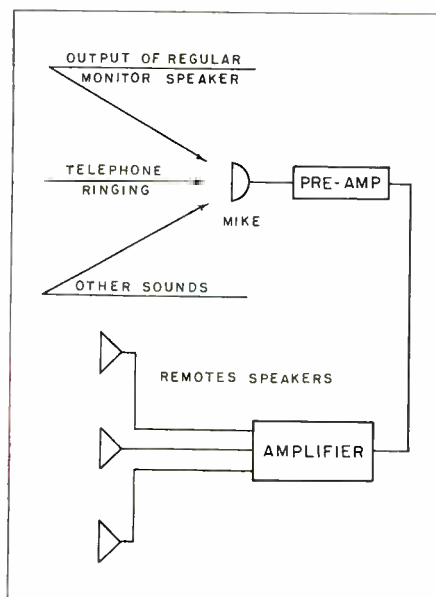 OUTPUT OF REGULAR
MONITOR SPEAKER
TELEPHONE
RINGING
MIKE
PRE-AMP
OTHER SOUNDS
REMOTES SPEAKERS
AMPLIFIER